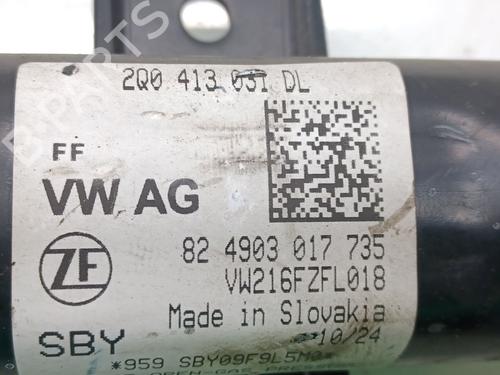 2Q0 413 031 DL
FF
VW AG
ZF
82 4903 017 735
VW216FZFL018
Made in Slovakia
SBY
10/24
*959 SBY09F9L5M0*